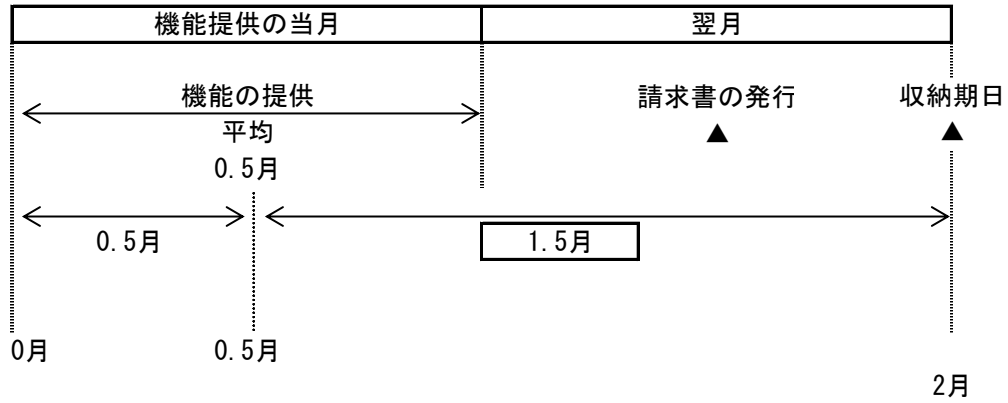 機能提供の当月 翌月
機能の提供 請求書の発行 収納期日
平均 ▲ ▲
0.5月
0.5月 1.5月
0月 0.5月
2月